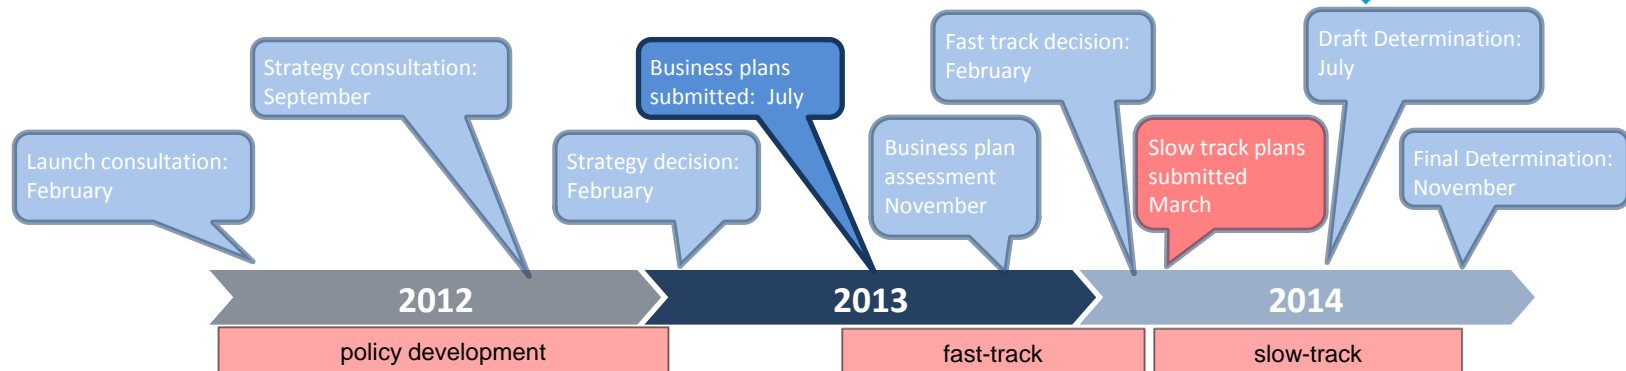 Launch consultation:
February
Strategy consultation:
September
Strategy decision:
February
Business plans
submitted: July
Business plan
assessment
November
Fast track decision:
February
Slow track plans
submitted
March
Draft Determination:
July
Final Determination:
November
2012
2013
2014
policy development
fast-track
slow-track